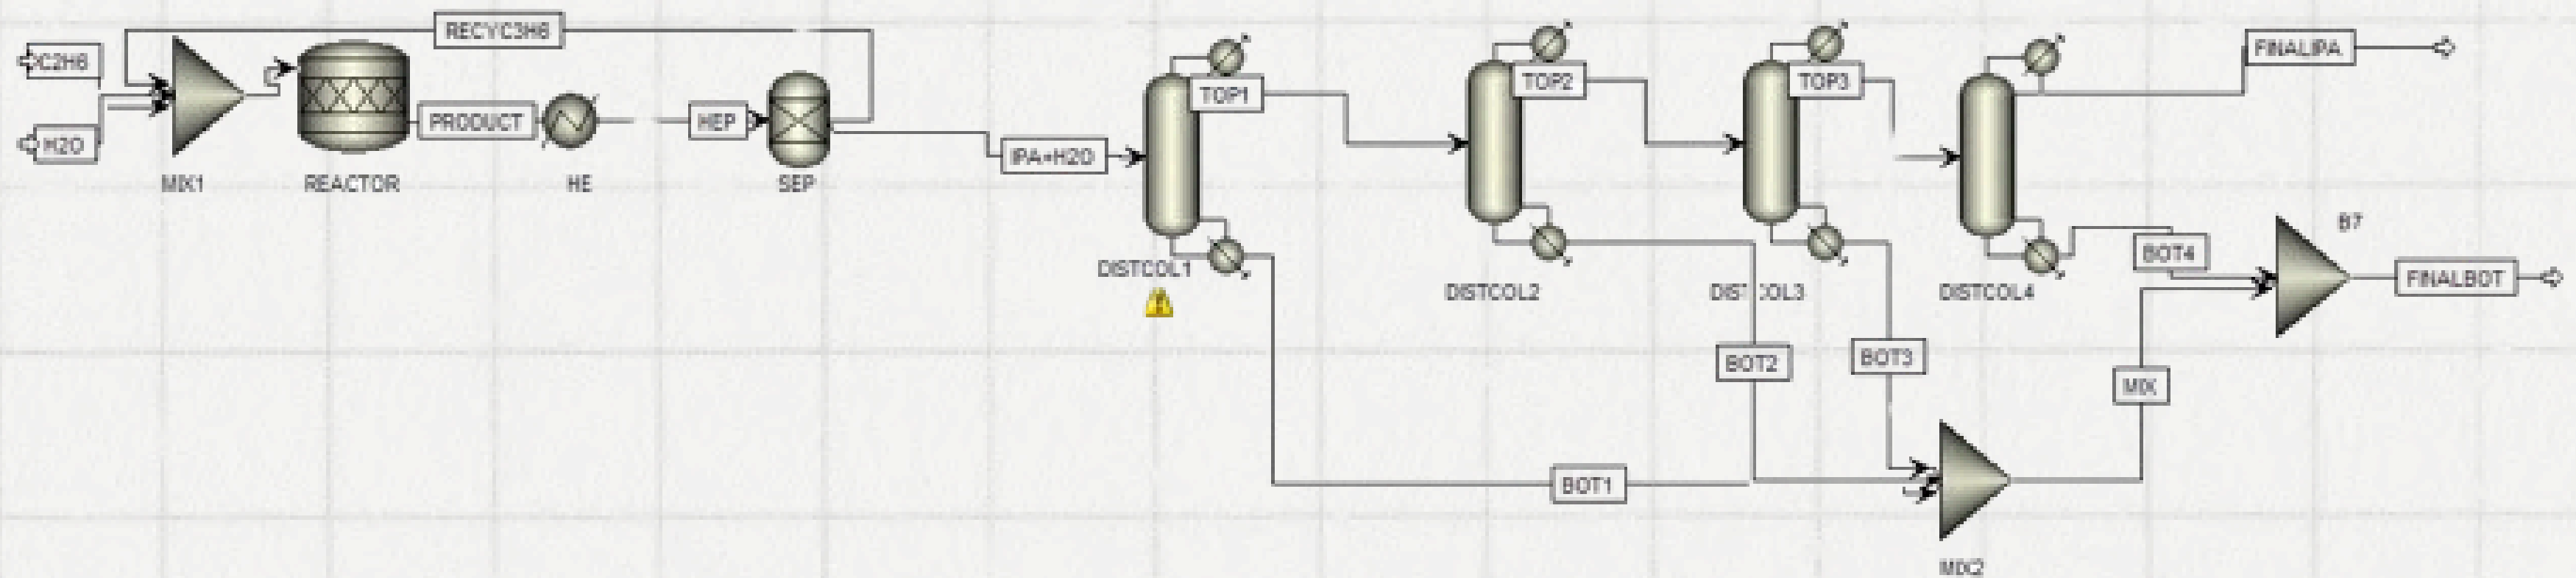 RECYC3H6
C2H6
H2O
MIX1
REACTOR
PRODUCT
HE
HEP
SEP
IPA+H2O
TOP1
DISTCOL1
TOP2
DISTCOL2
TOP3
DISTCOL3
DISTCOL4
FINALIPA
BOT4
B7
FINALBOT
BOT2
BOT3
MIX
BOT1
MIX2